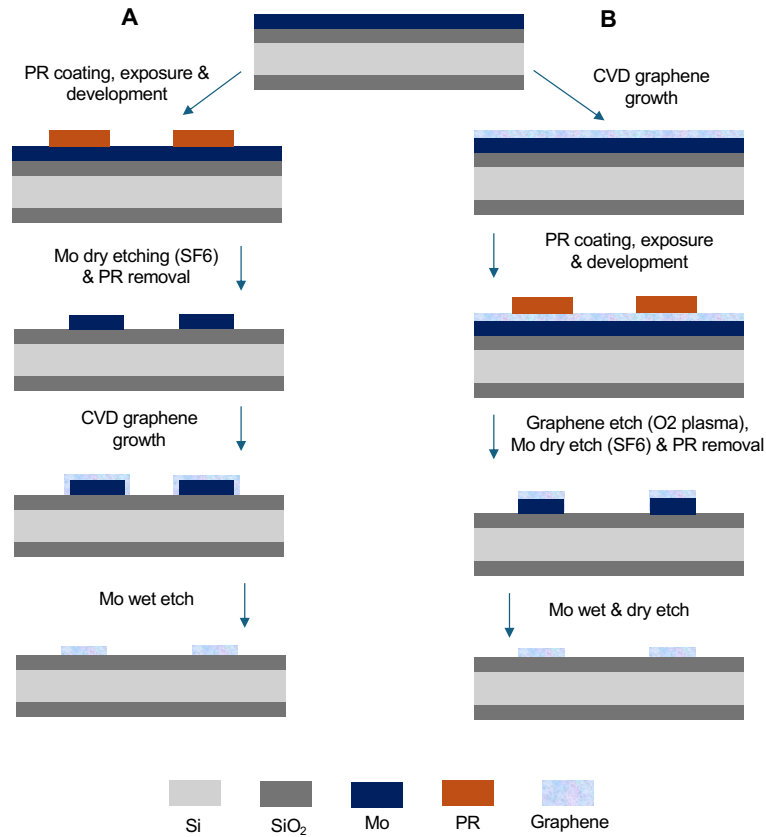 A
B
PR coating, exposure &
development
CVD graphene
growth
Mo dry etching (SF6)
& PR removal
PR coating, exposure
& development
CVD graphene
growth
Graphene etch (O2 plasma),
Mo dry etch (SF6) & PR removal
Mo wet etch
Mo wet & dry etch
Si
SiO₂
Mo
PR
Graphene